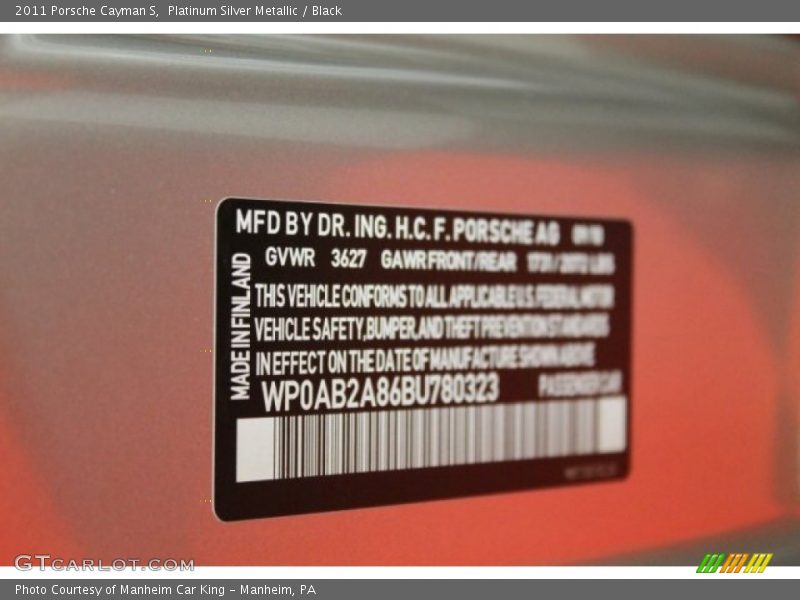 2011 Porsche Cayman S,  Platinum Silver Metallic / Black
MFD BY DR. ING. H.C. F. PORSCHE AG
GVWR 3627 GAWR FRONT/REAR LBS
MADE IN FINLAND
THIS VEHICLE CONFORMS TO ALL APPLICABLE U.S. FEDERAL MOTOR
VEHICLE SAFETY, BUMPER, AND THEFT PREVENTION STANDARDS
IN EFFECT ON THE DATE OF MANUFACTURE SHOWN ABOVE
WP0AB2A86BU780323 PASSENGER CAR
GTCARLOT.COM
Photo Courtesy of Manheim Car King - Manheim, PA